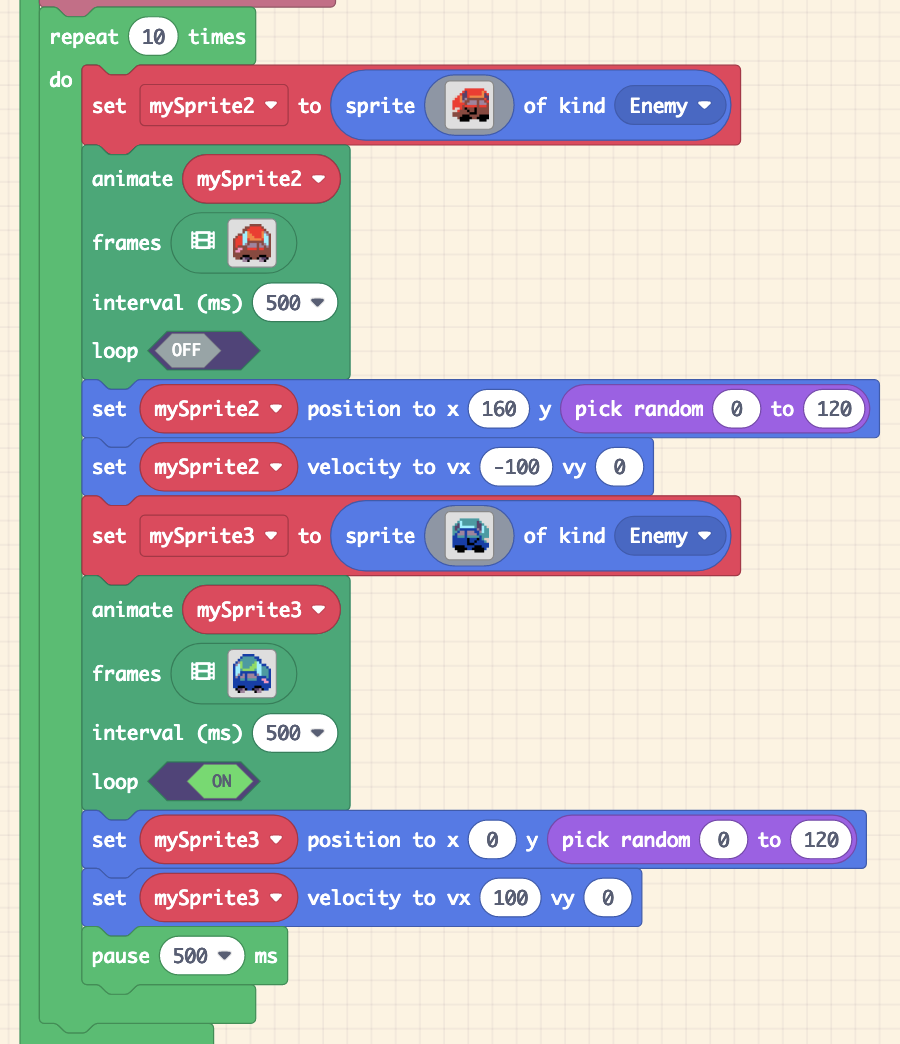 repeat 10 times
do
set mySprite2 to sprite of kind Enemy
animate mySprite2
frames
interval (ms) 500
loop OFF
set mySprite2 position to x 160 y pick random 0 to 120
set mySprite2 velocity to vx -100 vy 0
set mySprite3 to sprite of kind Enemy
animate mySprite3
frames
interval (ms) 500
loop ON
set mySprite3 position to x 0 y pick random 0 to 120
set mySprite3 velocity to vx 100 vy 0
pause 500 ms